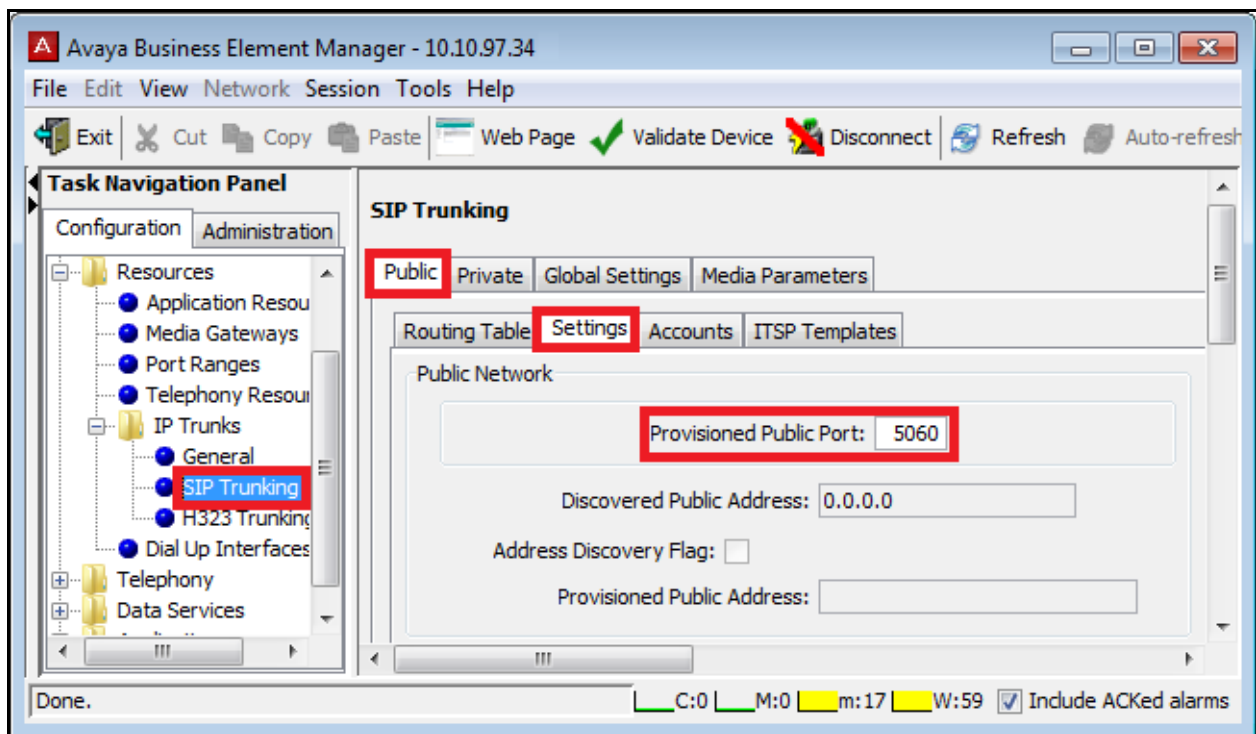 Avaya Business Element Manager - 10.10.97.34
File Edit View Network Session Tools Help
Exit Cut Copy Paste Web Page Validate Device Disconnect Refresh Auto-refresh
Task Navigation Panel
Configuration Administration
Resources
Application Resou
Media Gateways
Port Ranges
Telephony Resour
IP Trunks
General
SIP Trunking
H323 Trunking
Dial Up Interfaces
Telephony
Data Services
SIP Trunking
Public Private Global Settings Media Parameters
Routing Table Settings Accounts ITSP Templates
Public Network
Provisioned Public Port: 5060
Discovered Public Address: 0.0.0.0
Address Discovery Flag:
Provisioned Public Address:
Done.
C:0 M:0 m:17 W:59 Include ACKed alarms